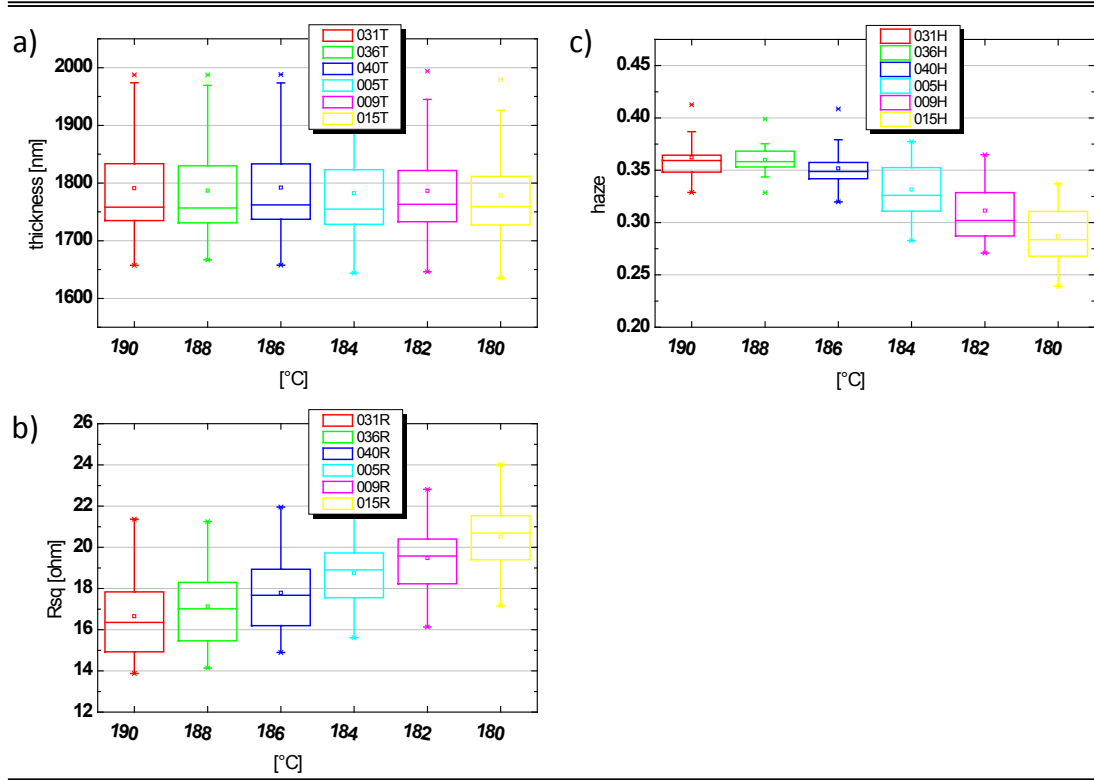 a)
031T
036T
040T
005T
009T
015T
2000
1900
1800
1700
1600
thickness [nm]
190 188 186 184 182 180
[°C]
c)
031H
036H
040H
005H
009H
015H
0.45
0.40
0.35
0.30
0.25
0.20
haze
190 188 186 184 182 180
[°C]
b)
031R
036R
040R
005R
009R
015R
26
24
22
20
18
16
14
12
Rsq [ohm]
190 188 186 184 182 180
[°C]